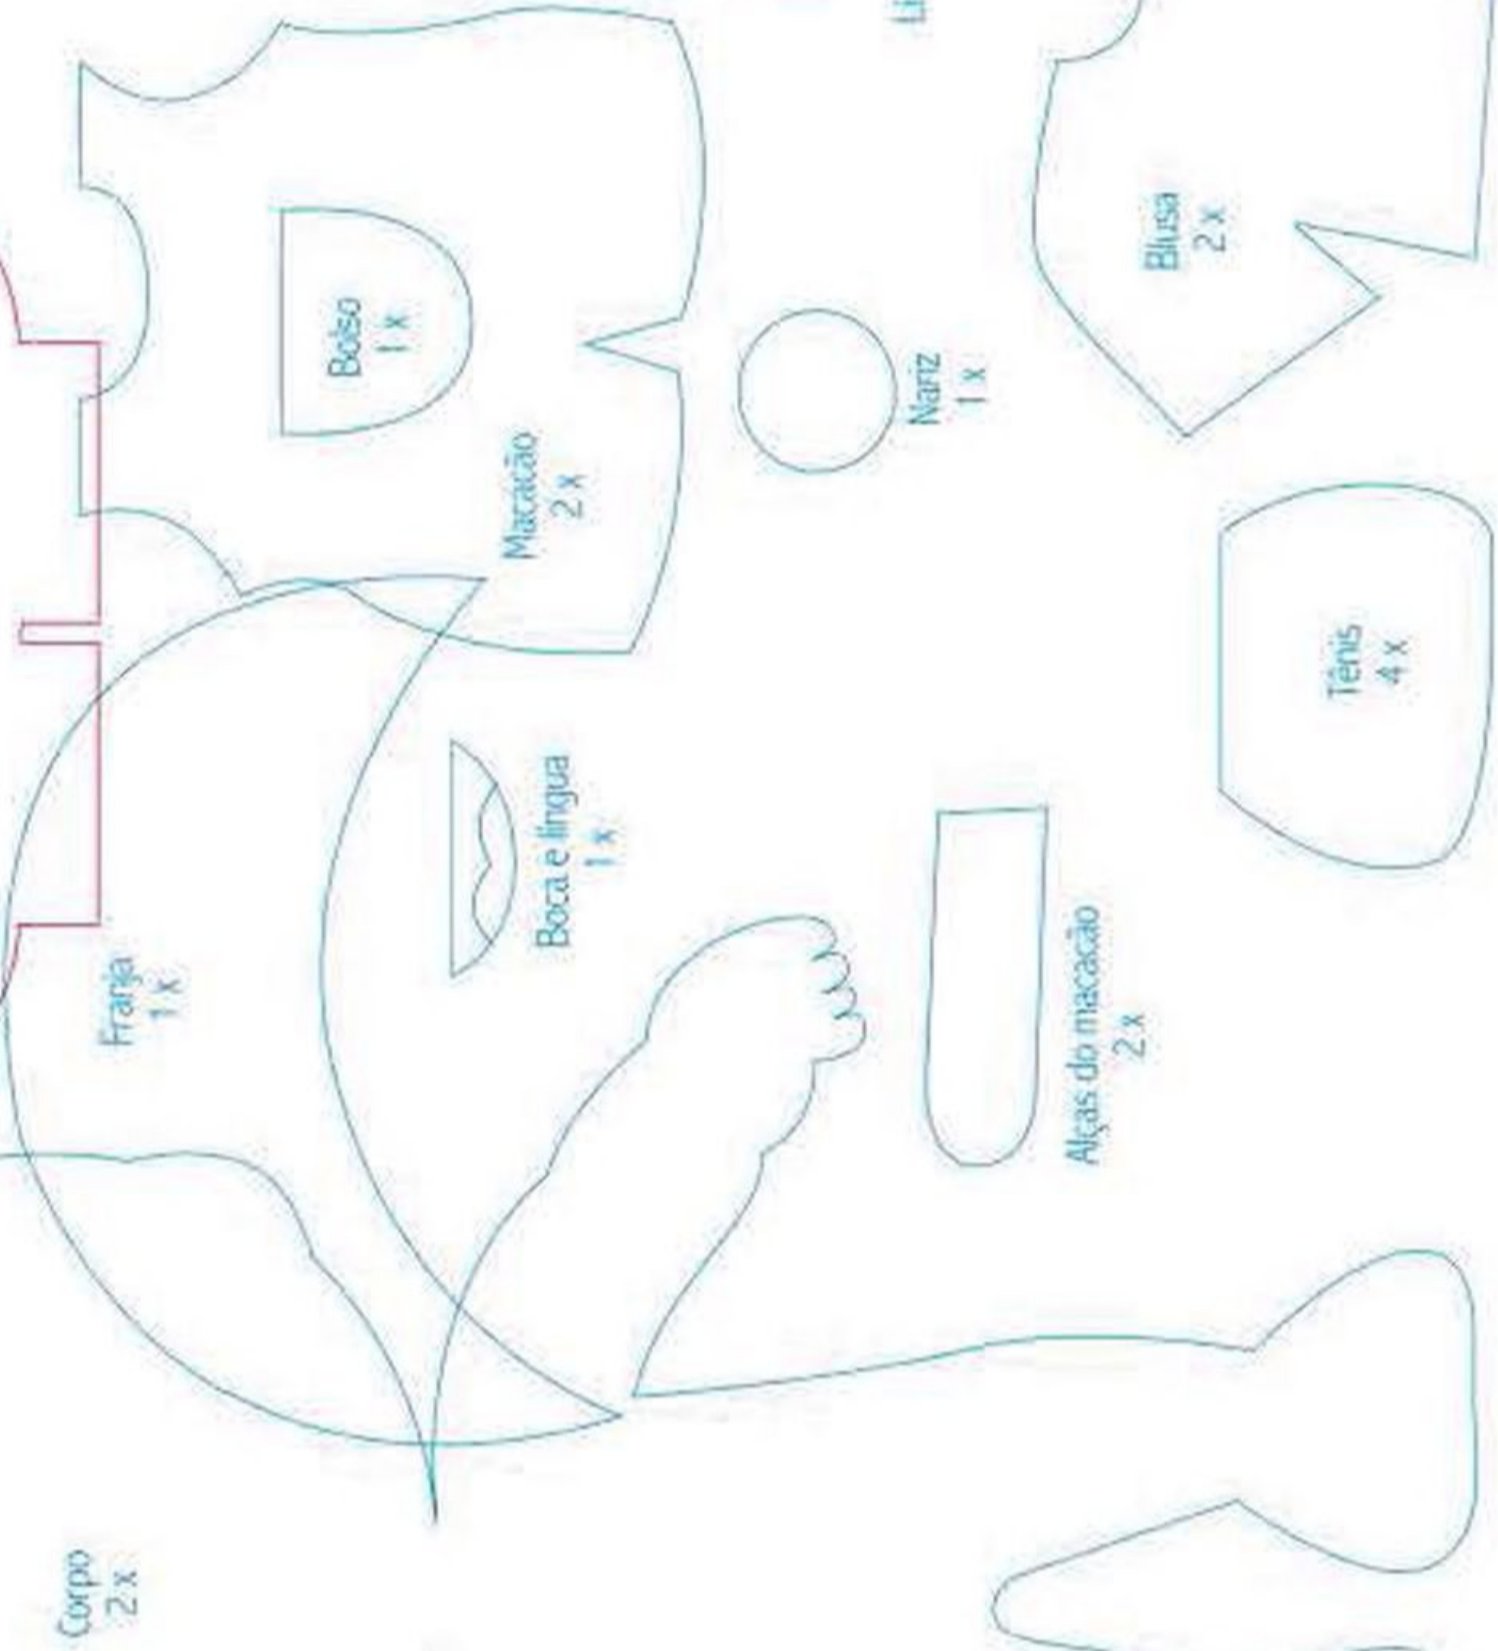 Corpo
2 x
Franja
1 x
Bolso
1 x
Macacão
2 x
Boca e língua
1 x
Nariz
1 x
Alças do macacão
2 x
Blusa
2 x
Tênis
4 x